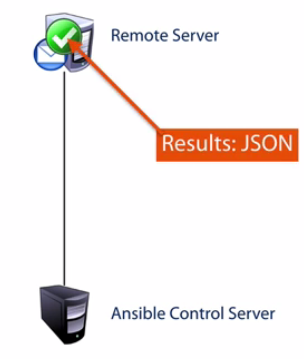 Remote Server
Results: JSON
Ansible Control Server